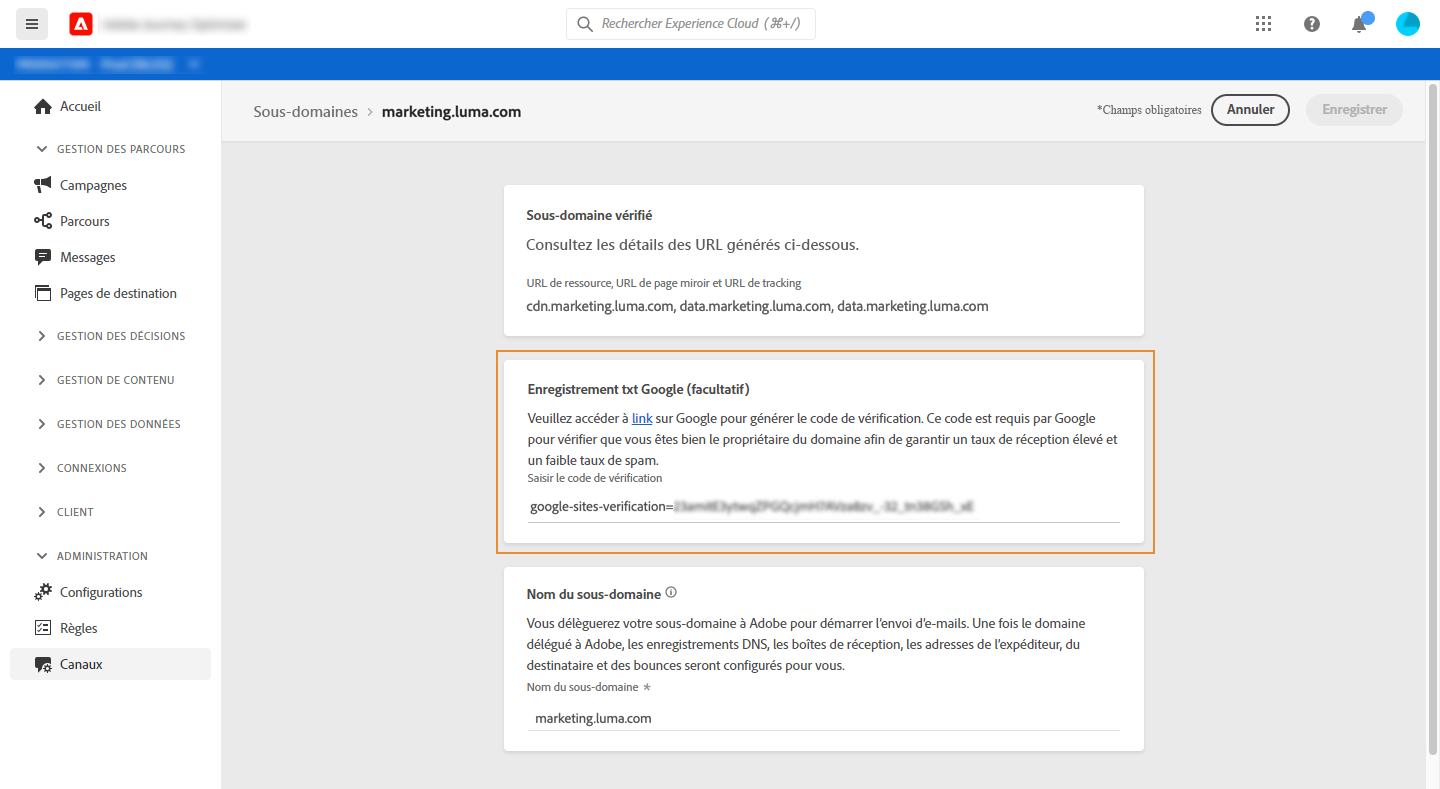 Rechercher Experience Cloud (⌘+/)
Accueil
GESTION DES PARCOURS
Campagnes
Parcours
Messages
Pages de destination
GESTION DES DÉCISIONS
GESTION DE CONTENU
GESTION DES DONNÉES
CONNEXIONS
CLIENT
ADMINISTRATION
Configurations
Règles
Canaux
Sous-domaines > marketing.luma.com
*Champs obligatoires
Annuler
Enregistrer
Sous-domaine vérifié
Consultez les détails des URL générés ci-dessous.
URL de ressource, URL de page miroir et URL de tracking
cdn.marketing.luma.com, data.marketing.luma.com, data.marketing.luma.com
Enregistrement txt Google (facultatif)
Veuillez accéder à link sur Google pour générer le code de vérification. Ce code est requis par Google
pour vérifier que vous êtes bien le propriétaire du domaine afin de garantir un taux de réception élevé et
un faible taux de spam.
Saisir le code de vérification
google-sites-verification=
Nom du sous-domaine
Vous délèguerez votre sous-domaine à Adobe pour démarrer l’envoi d’e-mails. Une fois le domaine
délégué à Adobe, les enregistrements DNS, les boîtes de réception, les adresses de l’expéditeur, du
destinataire et des bounces seront configurés pour vous.
Nom du sous-domaine *
marketing.luma.com